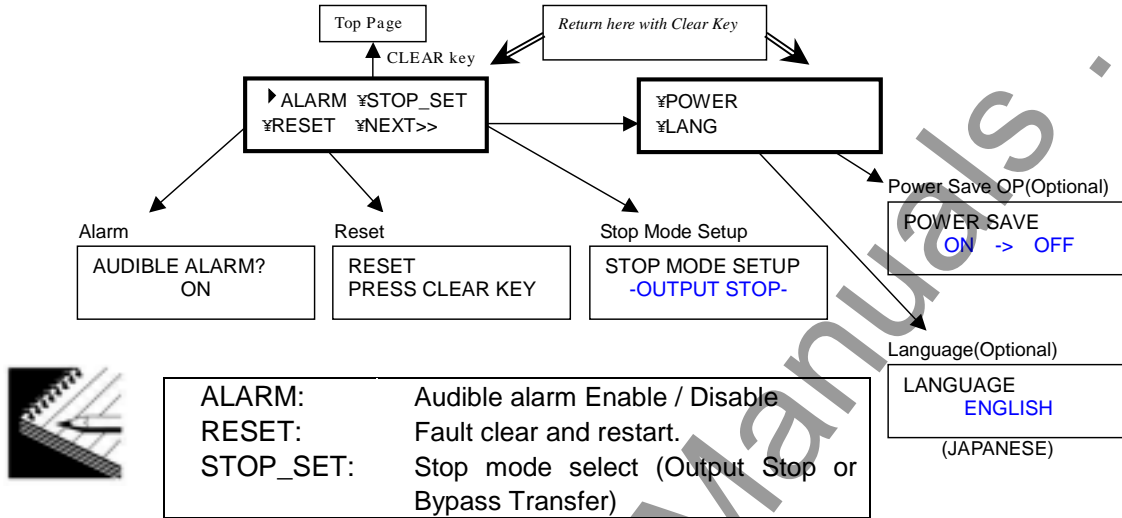 Top Page
Return here with Clear Key
CLEAR key
ALARM ¥STOP_SET
¥RESET ¥NEXT>>
¥POWER
¥LANG
Alarm
AUDIBLE ALARM?
ON
Reset
RESET
PRESS CLEAR KEY
Stop Mode Setup
STOP MODE SETUP
-OUTPUT STOP-
Power Save OP(Optional)
POWER SAVE
ON -> OFF
Language(Optional)
LANGUAGE
ENGLISH
(JAPANESE)
ALARM: Audible alarm Enable / Disable
RESET: Fault clear and restart.
STOP_SET: Stop mode select (Output Stop or
Bypass Transfer)
Manuals .